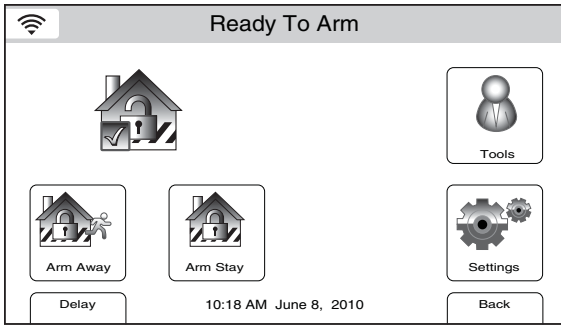 Ready To Arm
Tools
Arm Away
Arm Stay
Settings
Delay
10:18 AM June 8, 2010
Back